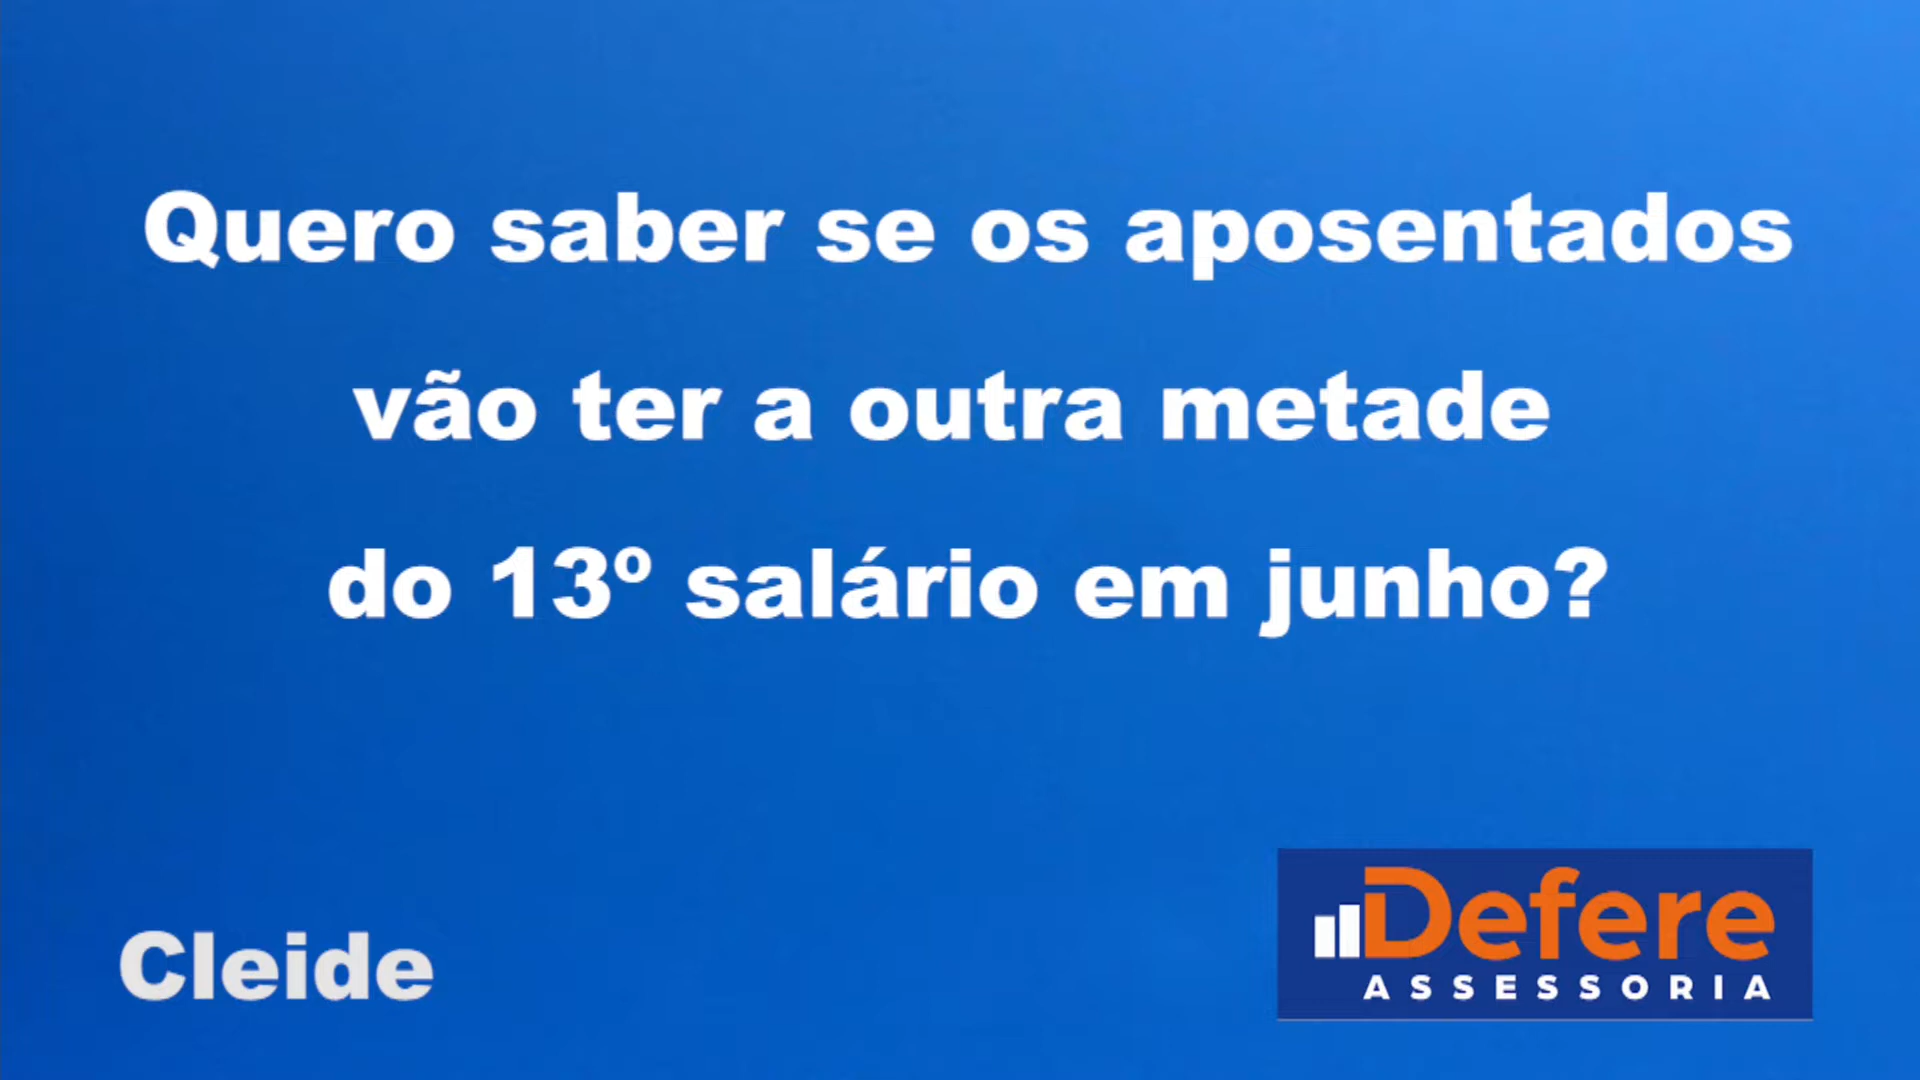 Quero saber se os aposentados
vão ter a outra metade
do 13º salário em junho?
Cleide
Defere
ASSESSORIA